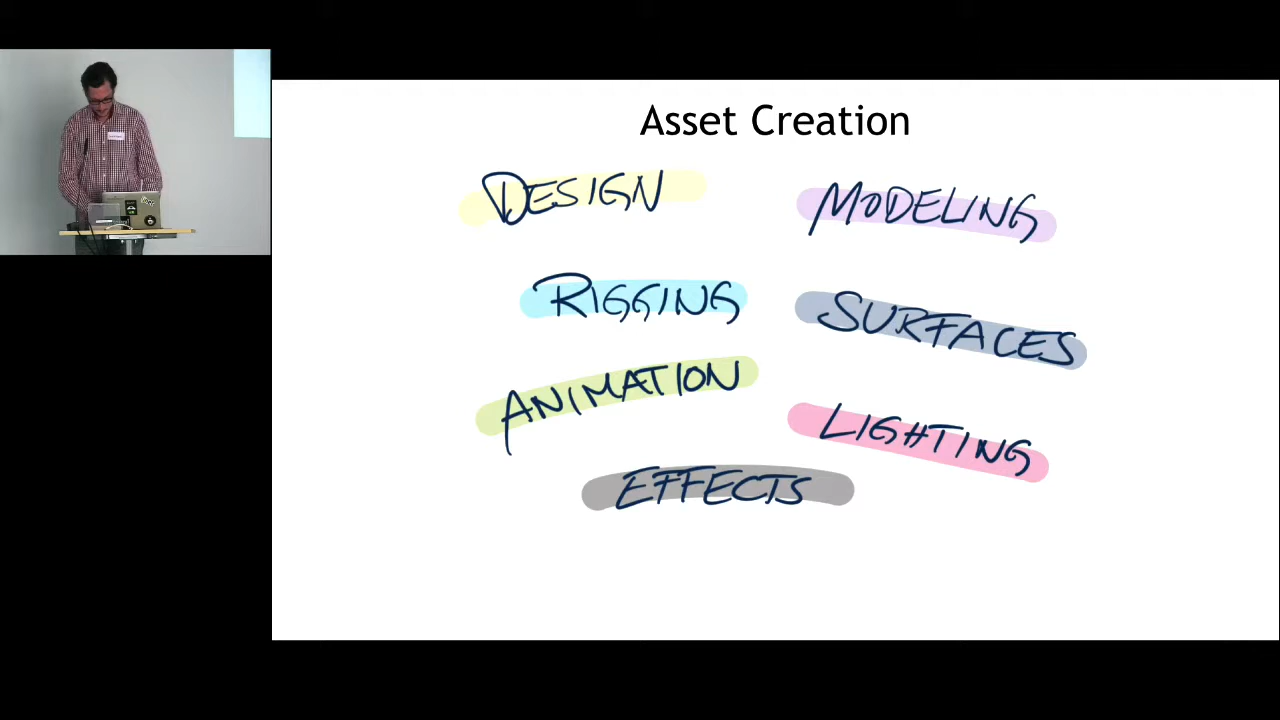 Asset Creation
DESIGN
MODELING
RIGGING
SURFACES
ANIMATION
LIGHTING
EFFECTS